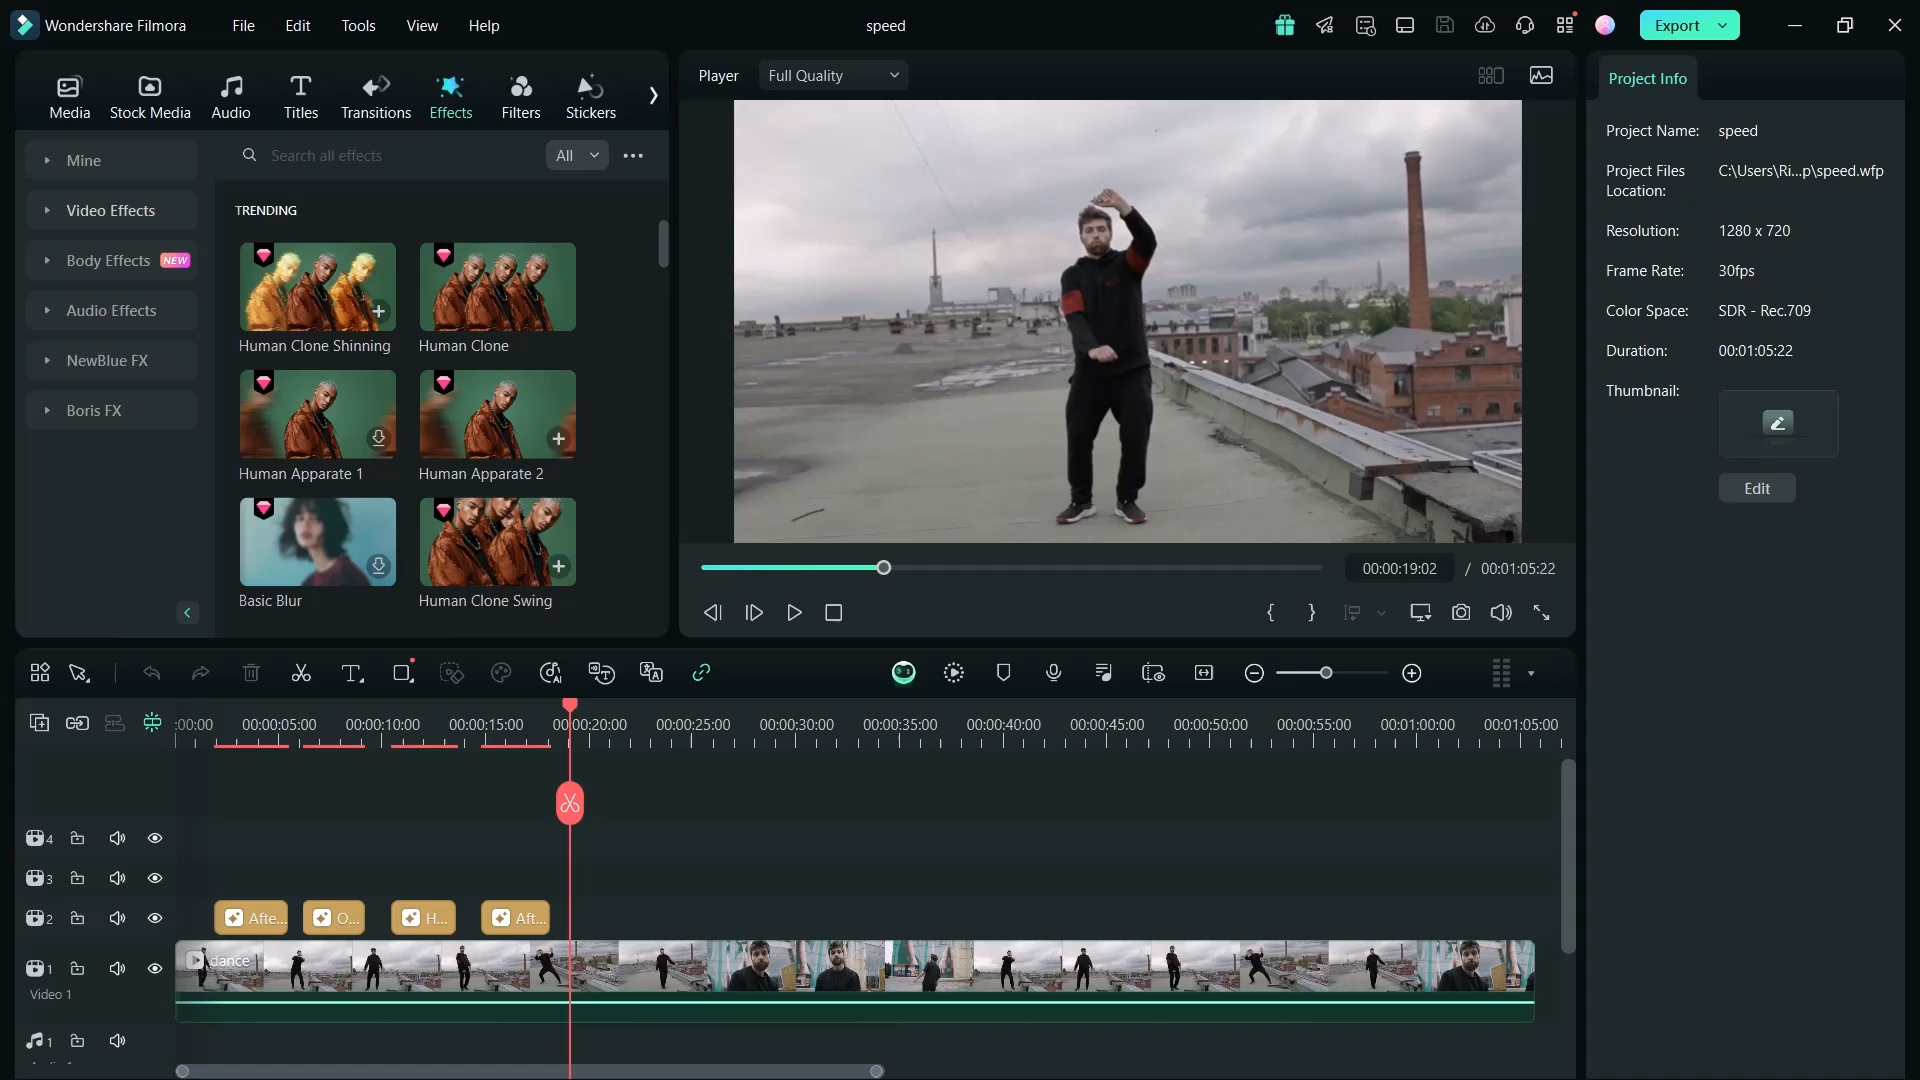 Wondershare Filmora
File Edit Tools View Help
speed
Export
Media Stock Media Audio Titles Transitions Effects Filters Stickers
Mine
Video Effects
Body Effects NEW
Audio Effects
NewBlue FX
Boris FX
Search all effects
All
TRENDING
Human Clone Shinning
Human Clone
Human Apparate 1
Human Apparate 2
Basic Blur
Human Clone Swing
Player
Full Quality
00:00:19:02 / 00:01:05:22
Project Info
Project Name: speed
Project Files Location: C:\Users\Ri...p\speed.wfp
Resolution: 1280 x 720
Frame Rate: 30fps
Color Space: SDR - Rec.709
Duration: 00:01:05:22
Thumbnail:
Edit
:00:00 00:00:05:00 00:00:10:00 00:00:15:00 00:00:20:00 00:00:25:00 00:00:30:00 00:00:35:00 00:00:40:00 00:00:45:00 00:00:50:00 00:00:55:00 00:01:00:00 00:01:05:00
4
3
2
Afte... O... H... Aft...
1
dance
Video 1
1